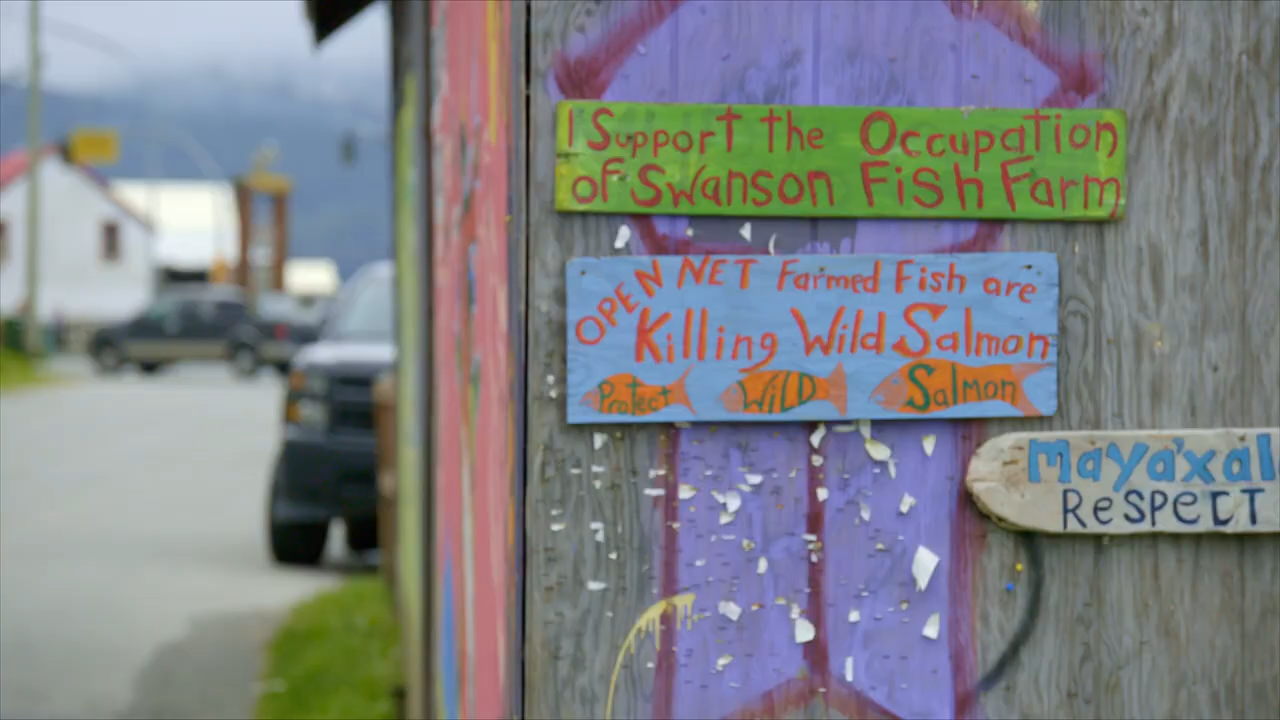 I Support the Occupation
of Swanson Fish Farm
OPEN NET Farmed Fish are
Killing Wild Salmon
Protect WiLD Salmon
Maya'xal
ReSPECT